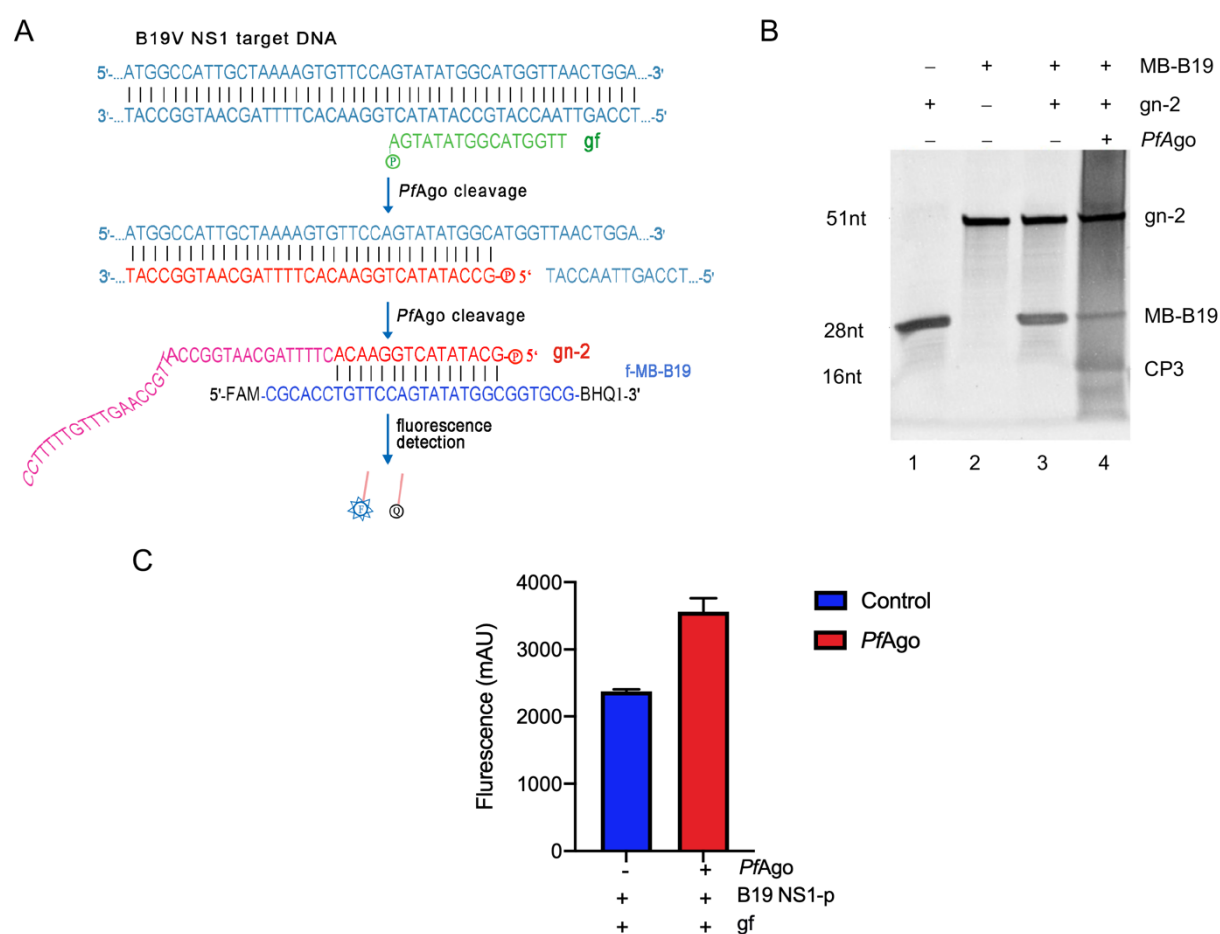 A
B19V NS1 target DNA
5'-...ATGGCCATTGCTAAAAGTGTTCCAGTATATGGCATGGTTAACTGGA...-3'
3'-...TACCGGTAACGATTTTCACAAGGTCATATACCGTACCAATTGACCT...-5'
AGTATATGGCATGGTT gf
P
PfAgo cleavage
5'-...ATGGCCATTGCTAAAAGTGTTCCAGTATATGGCATGGTTAACTGGA...-3'
3'-...TACCGGTAACGATTTTCACAAGGTCATATACCG-P 5' TACCAATTGACCT...-5'
PfAgo cleavage
CCTTTTTGTTTGAACCGTTACCGGTAACGATTTTCACAAGGTCATATACG-P 5' gn-2
f-MB-B19
5'-FAM-CGCACCTGTTCCAGTATATGGCGGTGCG-BHQ1-3'
fluorescence
detection
F Q
B
– + + + MB-B19
+ – + + gn-2
– – – + PfAgo
51nt gn-2
28nt MB-B19
16nt CP3
1 2 3 4
C
Flurescence (mAU)
4000
3000
2000
1000
0
Control
PfAgo
- + PfAgo
+ + B19 NS1-p
+ + gf